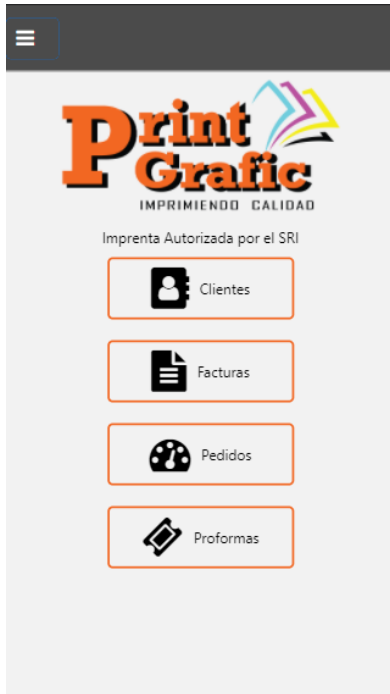 Print
Grafic
IMPRIMIENDO CALIDAD
Imprenta Autorizada por el SRI
Clientes
Facturas
Pedidos
Proformas